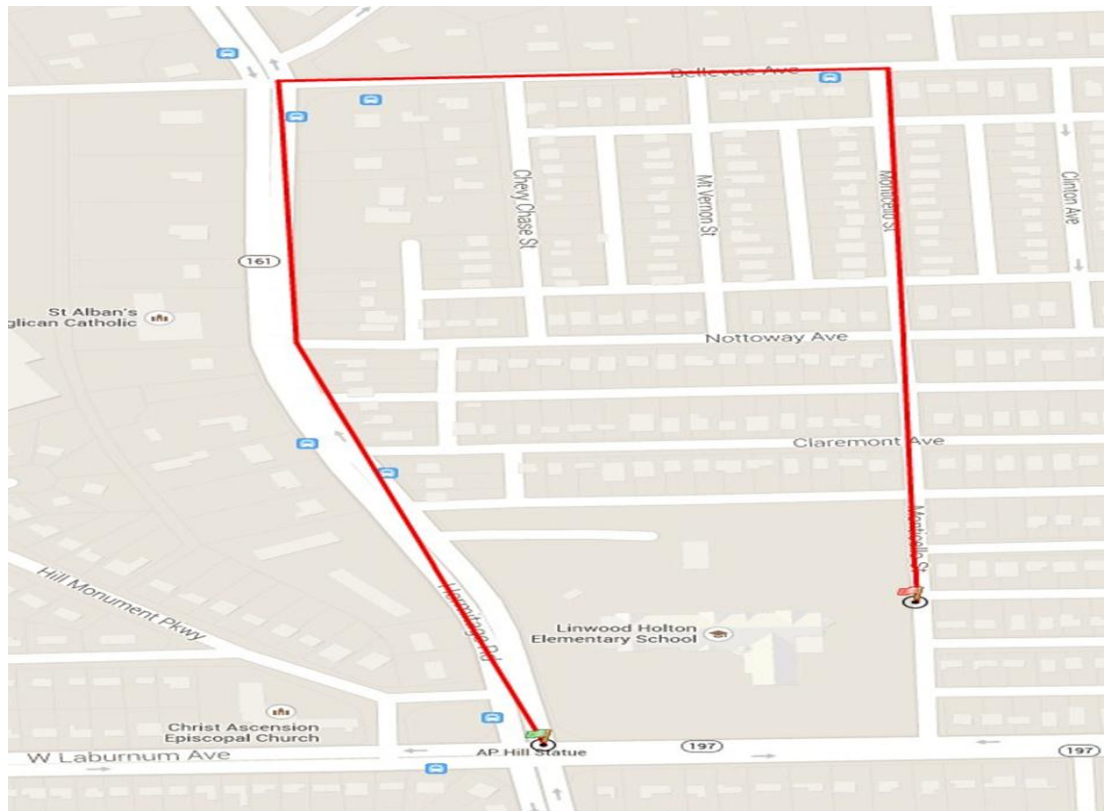 Bellevue Ave
Chevy Chase St
Mt Vernon St
Monticello St
Clinton Ave
161
St Alban's
glican Catholic
Nottoway Ave
Claremont Ave
Monticello St
Hill Monument Pkwy
Hermitage Rd
Linwood Holton
Elementary School
Christ Ascension
Episcopal Church
AP Hill Statue
197
197
W Laburnum Ave